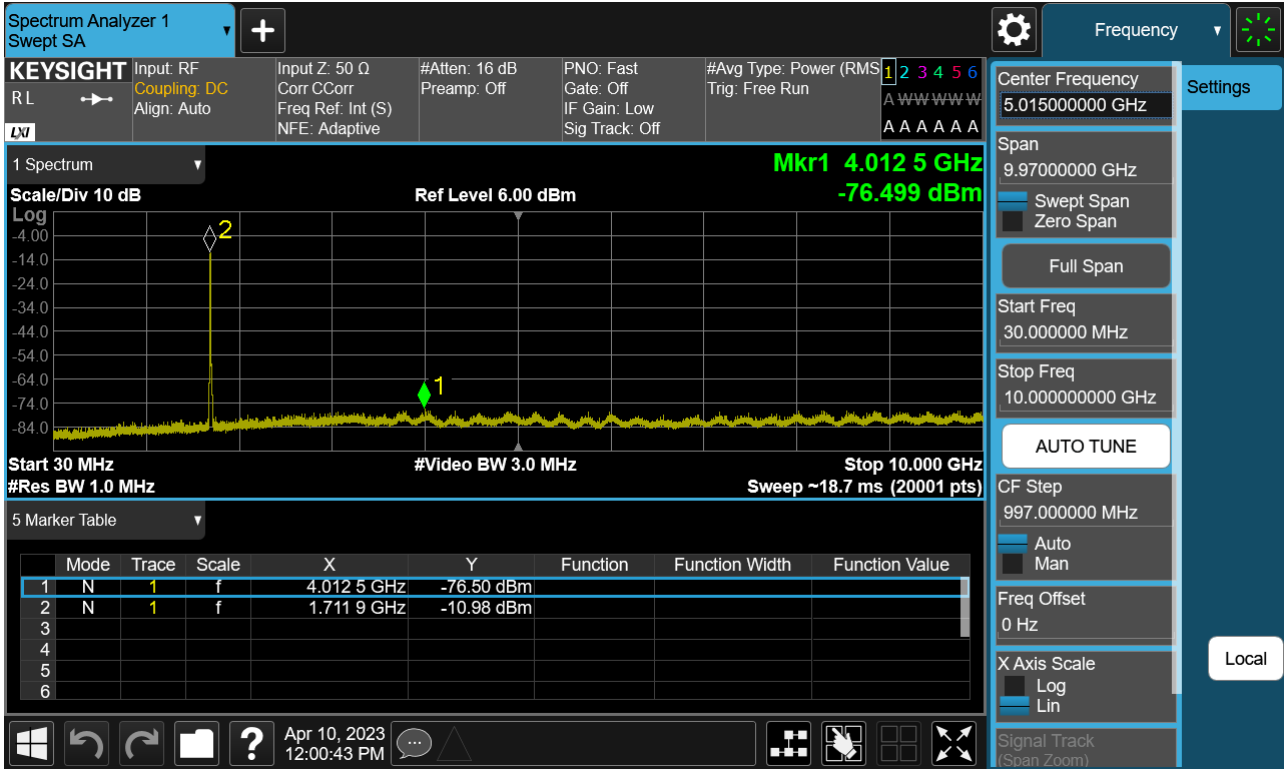 Spectrum Analyzer 1
Swept SA
+
Frequency
KEYSIGHT
R L
LXI
Input: RF
Coupling: DC
Align: Auto
Input Z: 50 Ω
Corr CCorr
Freq Ref: Int (S)
NFE: Adaptive
#Atten: 16 dB
Preamp: Off
PNO: Fast
Gate: Off
IF Gain: Low
Sig Track: Off
#Avg Type: Power (RMS
Trig: Free Run
1 2 3 4 5 6
A W W W W W
A A A A A A
Center Frequency
5.015000000 GHz
Settings
Span
9.97000000 GHz
Swept Span
Zero Span
Full Span
Start Freq
30.000000 MHz
Stop Freq
10.000000000 GHz
AUTO TUNE
CF Step
997.000000 MHz
Auto
Man
Freq Offset
0 Hz
X Axis Scale
Log
Lin
Signal Track
(Span Zoom)
Local
1 Spectrum
Mkr1 4.012 5 GHz
-76.499 dBm
Scale/Div 10 dB
Ref Level 6.00 dBm
Log
-4.00
-14.0
-24.0
-34.0
-44.0
-54.0
-64.0
-74.0
-84.0
2
1
Start 30 MHz
#Video BW 3.0 MHz
Stop 10.000 GHz
#Res BW 1.0 MHz
Sweep ~18.7 ms (20001 pts)
5 Marker Table
Mode Trace Scale X Y Function Function Width Function Value
1 N 1 f 4.012 5 GHz -76.50 dBm
2 N 1 f 1.711 9 GHz -10.98 dBm
3
4
5
6
?
Apr 10, 2023
12:00:43 PM